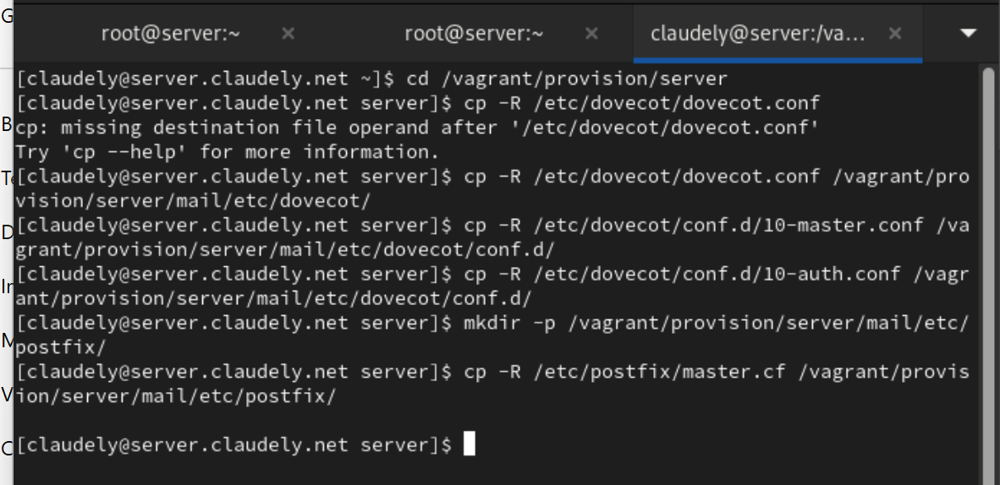 root@server:~ × root@server:~ × claudely@server:/va... ×
[claudely@server.claudely.net ~]$ cd /vagrant/provision/server
[claudely@server.claudely.net server]$ cp -R /etc/dovecot/dovecot.conf
cp: missing destination file operand after '/etc/dovecot/dovecot.conf'
Try 'cp --help' for more information.
[claudely@server.claudely.net server]$ cp -R /etc/dovecot/dovecot.conf /vagrant/pro
vision/server/mail/etc/dovecot/
[claudely@server.claudely.net server]$ cp -R /etc/dovecot/conf.d/10-master.conf /va
grant/provision/server/mail/etc/dovecot/conf.d/
[claudely@server.claudely.net server]$ cp -R /etc/dovecot/conf.d/10-auth.conf /vagr
ant/provision/server/mail/etc/dovecot/conf.d/
[claudely@server.claudely.net server]$ mkdir -p /vagrant/provision/server/mail/etc/
postfix/
[claudely@server.claudely.net server]$ cp -R /etc/postfix/master.cf /vagrant/provis
ion/server/mail/etc/postfix/
[claudely@server.claudely.net server]$